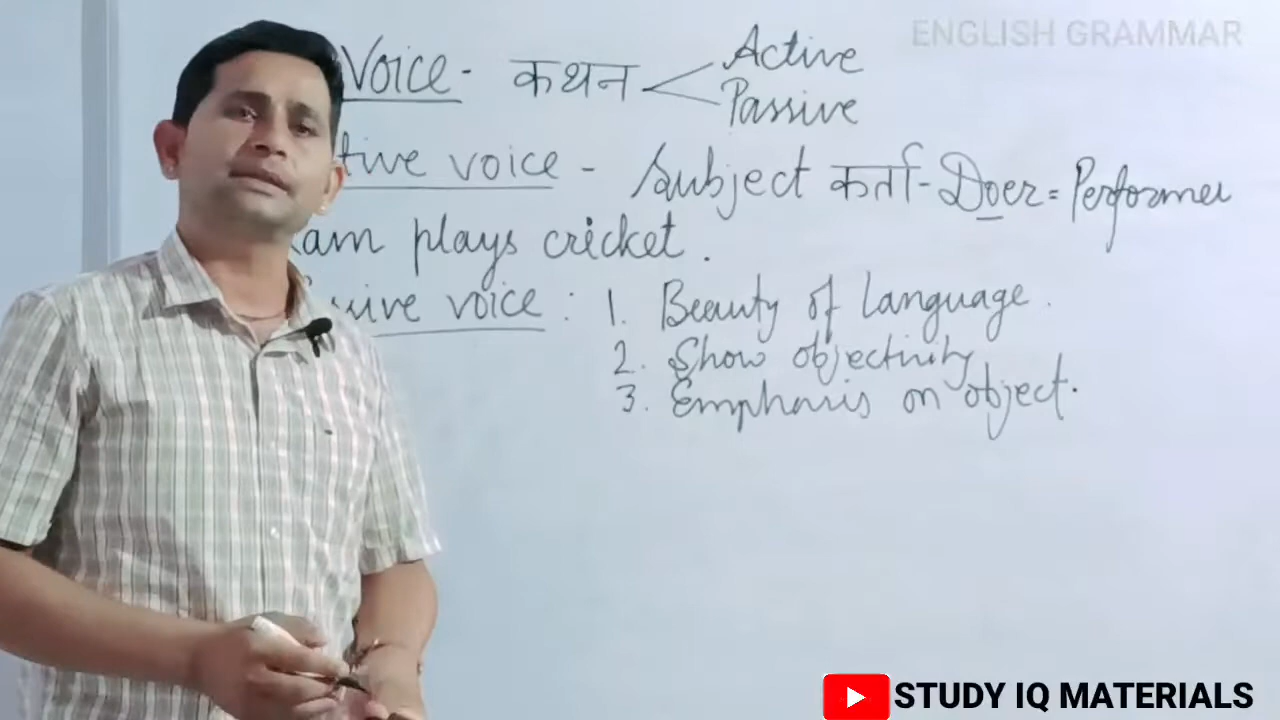 ENGLISH GRAMMAR
Voice - कथन
Active
Passive
tive voice - Subject कर्ता - Doer = Performer
am plays cricket.
sive voice : 1. Beauty of Language.
2. Show objectivity
3. Emphasis on object.
STUDY IQ MATERIALS